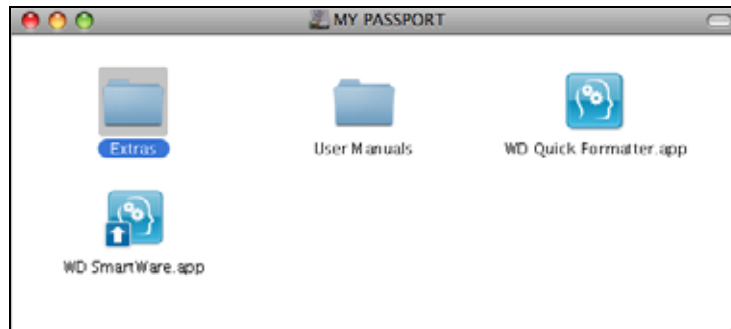 MY PASSPORT
Extras
User Manuals
WD Quick Formatter.app
WD SmartWare.app